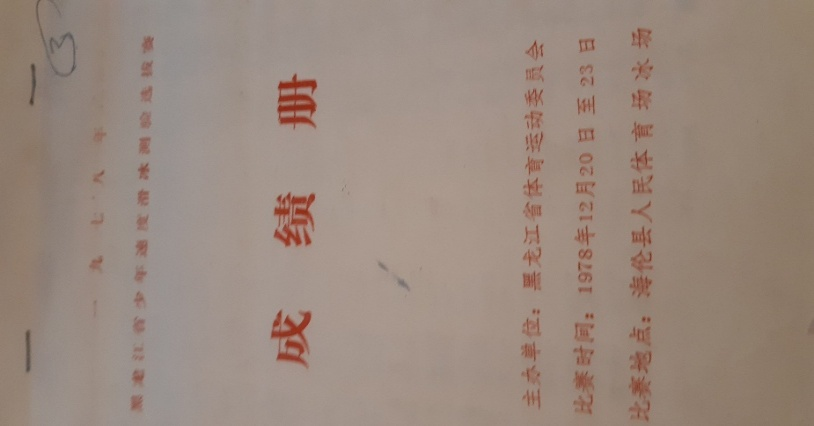 ③
一九七八年
黑龙江省少年速度滑冰测验选拔赛
成绩册
主办单位：黑龙江省体育运动委员会
比赛时间：1978年12月20日至23日
比赛地点：海伦县人民体育场冰场